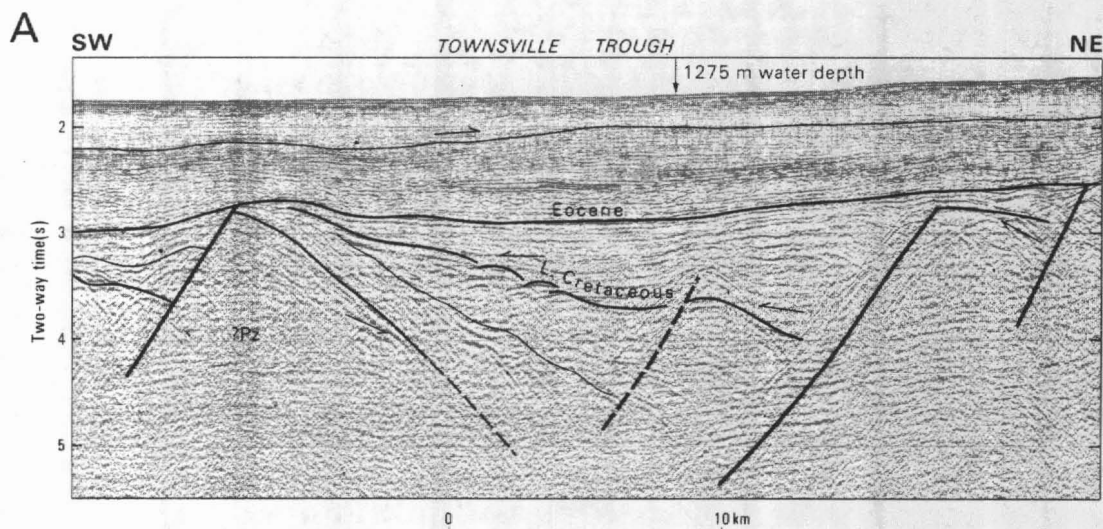 A
SW TOWNSVILLE TROUGH NE
1275 m water depth
2
Eocene
3
L. Cretaceous
Two-way time(s)
4
?Pz
5
0 10 km